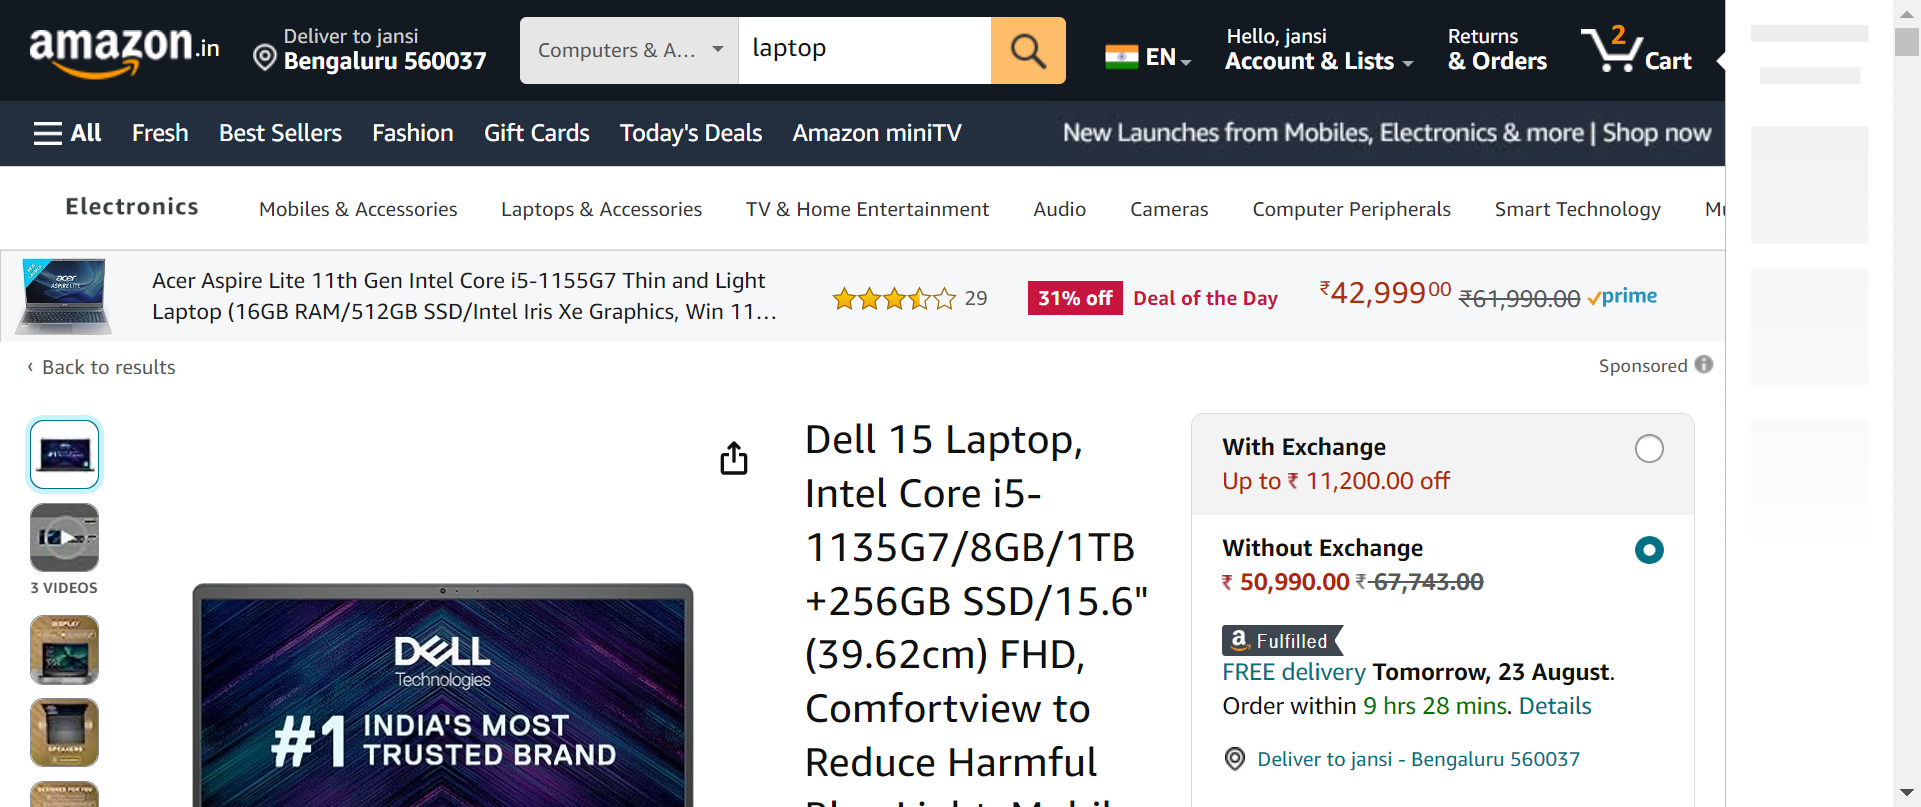 amazon.in
Deliver to jansi
Bengaluru 560037
Computers & A...
laptop
EN
Hello, jansi
Account & Lists
Returns
& Orders
2
Cart
All
Fresh
Best Sellers
Fashion
Gift Cards
Today's Deals
Amazon miniTV
New Launches from Mobiles, Electronics & more | Shop now
Electronics
Mobiles & Accessories
Laptops & Accessories
TV & Home Entertainment
Audio
Cameras
Computer Peripherals
Smart Technology
acer
ASPIRE LITE
Acer Aspire Lite 11th Gen Intel Core i5-1155G7 Thin and Light
Laptop (16GB RAM/512GB SSD/Intel Iris Xe Graphics, Win 11...
29
31% off
Deal of the Day
₹42,99900
₹61,990.00
prime
‹ Back to results
Sponsored
3 VIDEOS
DISPLAY
SPEAKERS
DELL
Technologies
#1 INDIA'S MOST
TRUSTED BRAND
Dell 15 Laptop,
Intel Core i5-
1135G7/8GB/1TB
+256GB SSD/15.6"
(39.62cm) FHD,
Comfortview to
Reduce Harmful
With Exchange
Up to ₹ 11,200.00 off
Without Exchange
₹ 50,990.00 ₹ 67,743.00
a Fulfilled
FREE delivery Tomorrow, 23 August.
Order within 9 hrs 28 mins. Details
Deliver to jansi - Bengaluru 560037